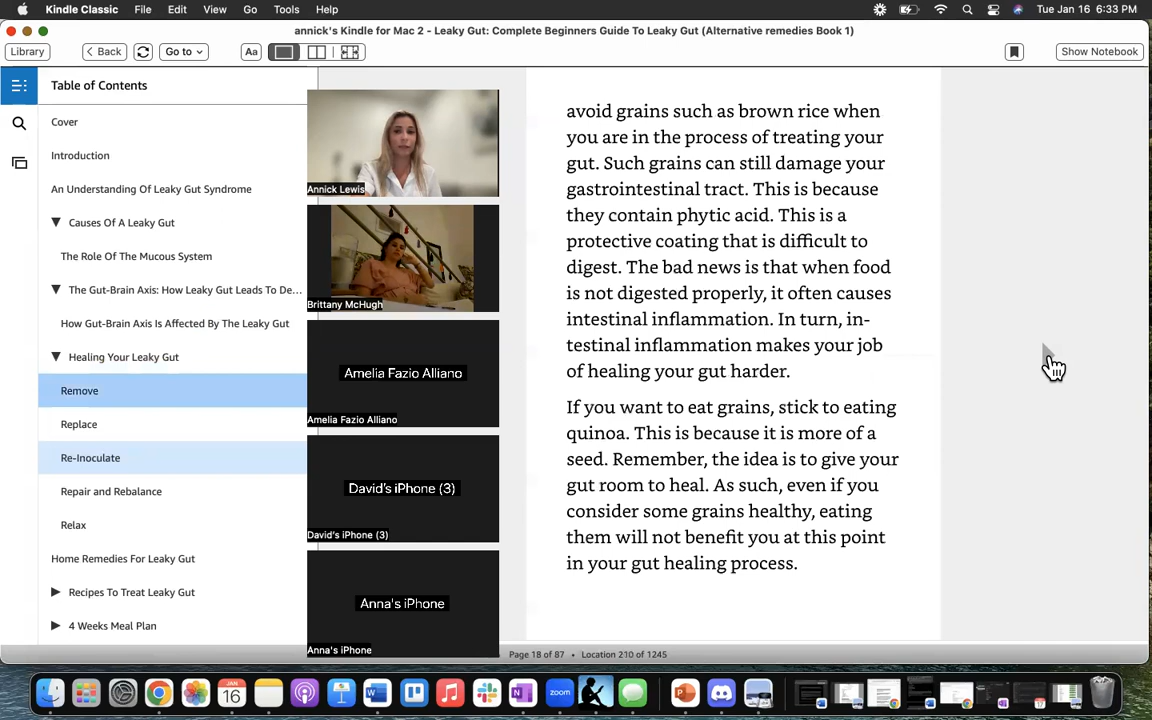 Kindle Classic File Edit View Go Tools Help Tue Jan 16 6:33 PM
annick's Kindle for Mac 2 - Leaky Gut: Complete Beginners Guide To Leaky Gut (Alternative remedies Book 1)
Library Back Go to Aa Show Notebook
Table of Contents
Cover
Introduction
An Understanding Of Leaky Gut Syndrome
Causes Of A Leaky Gut
The Role Of The Mucous System
The Gut-Brain Axis: How Leaky Gut Leads To De...
How Gut-Brain Axis Is Affected By The Leaky Gut
Healing Your Leaky Gut
Remove
Replace
Re-Inoculate
Repair and Rebalance
Relax
Home Remedies For Leaky Gut
Recipes To Treat Leaky Gut
4 Weeks Meal Plan
Annick Lewis
Brittany McHugh
Amelia Fazio Alliano
Amelia Fazio Alliano
David's iPhone (3)
David's iPhone (3)
Anna's iPhone
Anna's iPhone
avoid grains such as brown rice when
you are in the process of treating your
gut. Such grains can still damage your
gastrointestinal tract. This is because
they contain phytic acid. This is a
protective coating that is difficult to
digest. The bad news is that when food
is not digested properly, it often causes
intestinal inflammation. In turn, in-
testinal inflammation makes your job
of healing your gut harder.
If you want to eat grains, stick to eating
quinoa. This is because it is more of a
seed. Remember, the idea is to give your
gut room to heal. As such, even if you
consider some grains healthy, eating
them will not benefit you at this point
in your gut healing process.
Page 18 of 87 • Location 210 of 1245
JAN
16
zoom